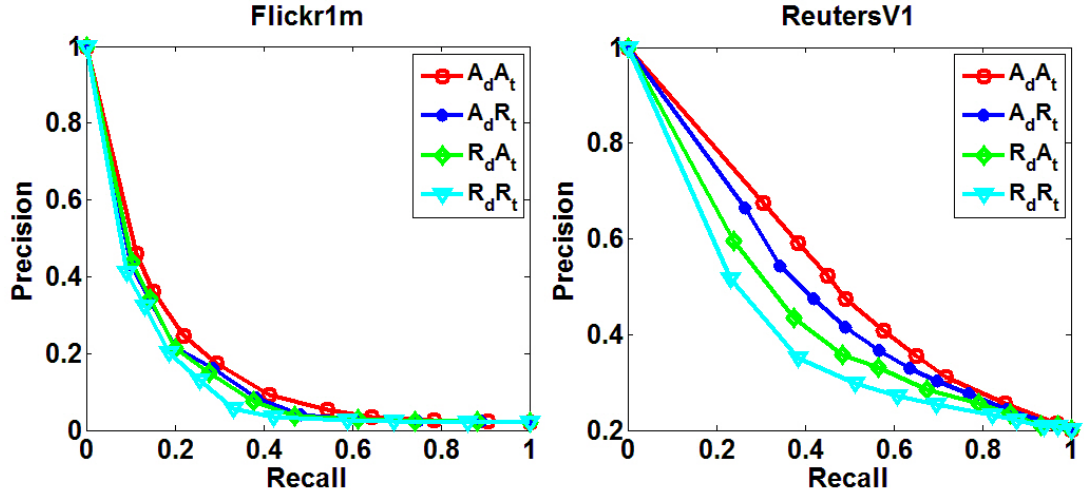 Flickr1m
Precision
1
0.8
0.6
0.4
0.2
0
0 0.2 0.4 0.6 0.8 1
Recall
AdAt
AdRt
RdAt
RdRt
ReutersV1
Precision
1
0.8
0.6
0.4
0.2
0 0.2 0.4 0.6 0.8 1
Recall
AdAt
AdRt
RdAt
RdRt